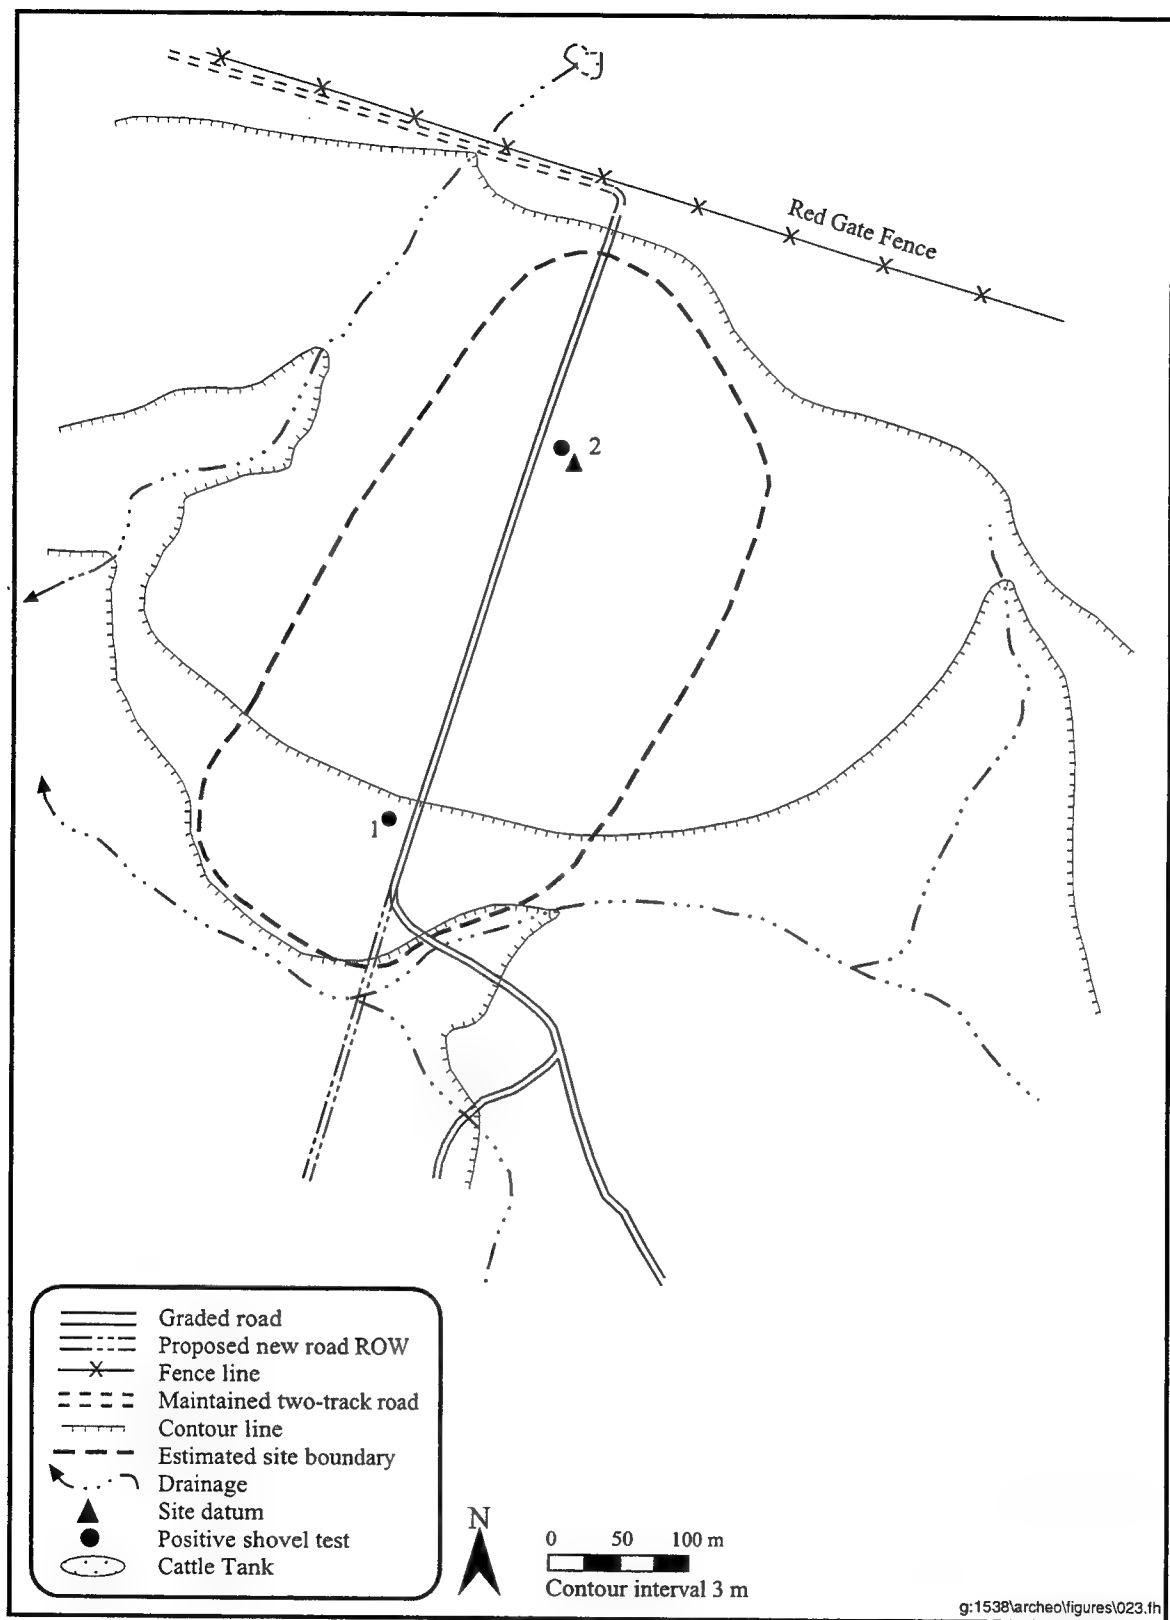 Red Gate Fence
2
1
Graded road
Proposed new road ROW
Fence line
Maintained two-track road
Contour line
Estimated site boundary
Drainage
Site datum
Positive shovel test
Cattle Tank
N
0 50 100 m
Contour interval 3 m
g:1538\archeo\figures\023.fh